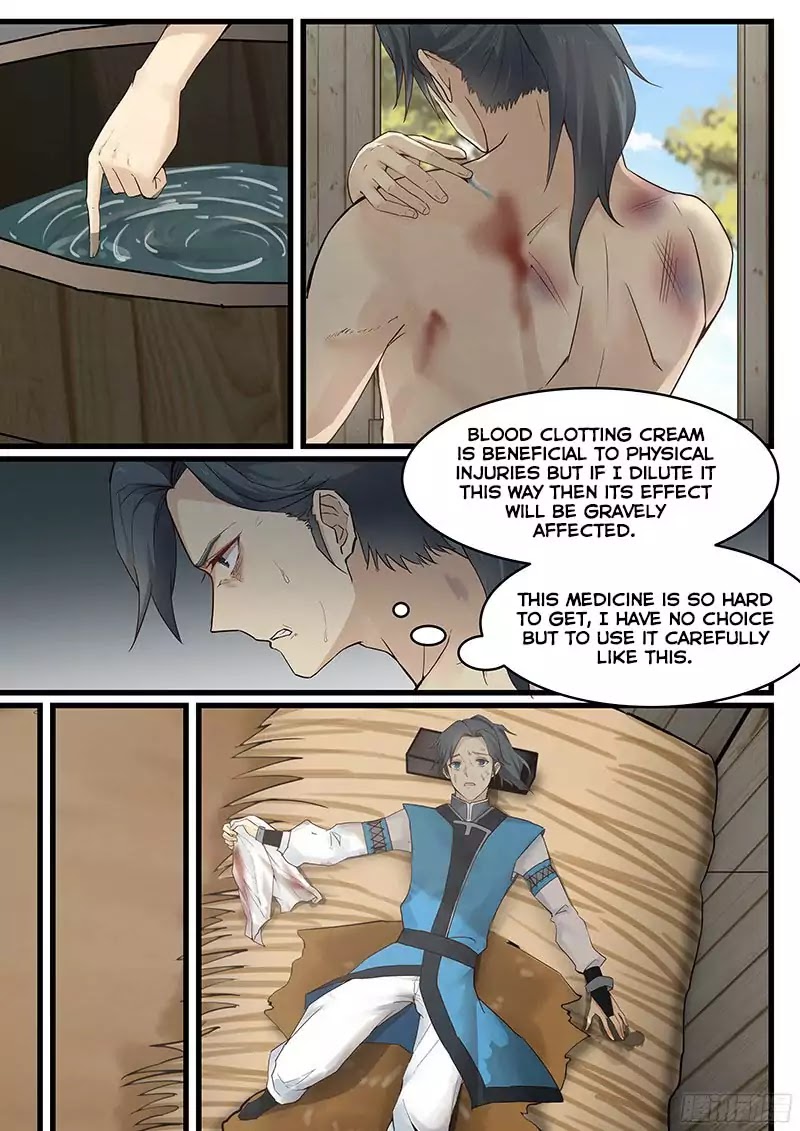 BLOOD CLOTTING CREAM
IS BENEFICIAL TO PHYSICAL
INJURIES BUT IF I DILUTE IT
THIS WAY THEN ITS EFFECT
WILL BE GRAVELY
AFFECTED.
THIS MEDICINE IS SO HARD
TO GET, I HAVE NO CHOICE
BUT TO USE IT CAREFULLY
LIKE THIS.